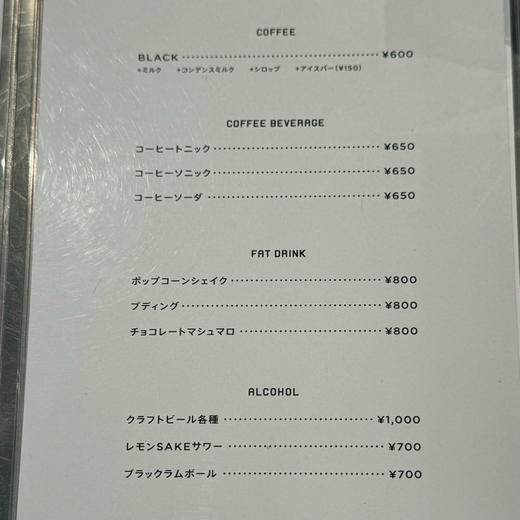 COFFEE
BLACK ¥600
+ミルク +コンデンスミルク +シロップ +アイスバー(¥150)
COFFEE BEVERAGE
コーヒートニック ¥650
コーヒーソニック ¥650
コーヒーソーダ ¥650
FAT DRINK
ポップコーンシェイク ¥800
プディング ¥800
チョコレートマシュマロ ¥800
ALCOHOL
クラフトビール各種 ¥1,000
レモンSAKEサワー ¥700
ブラックラムボール ¥700